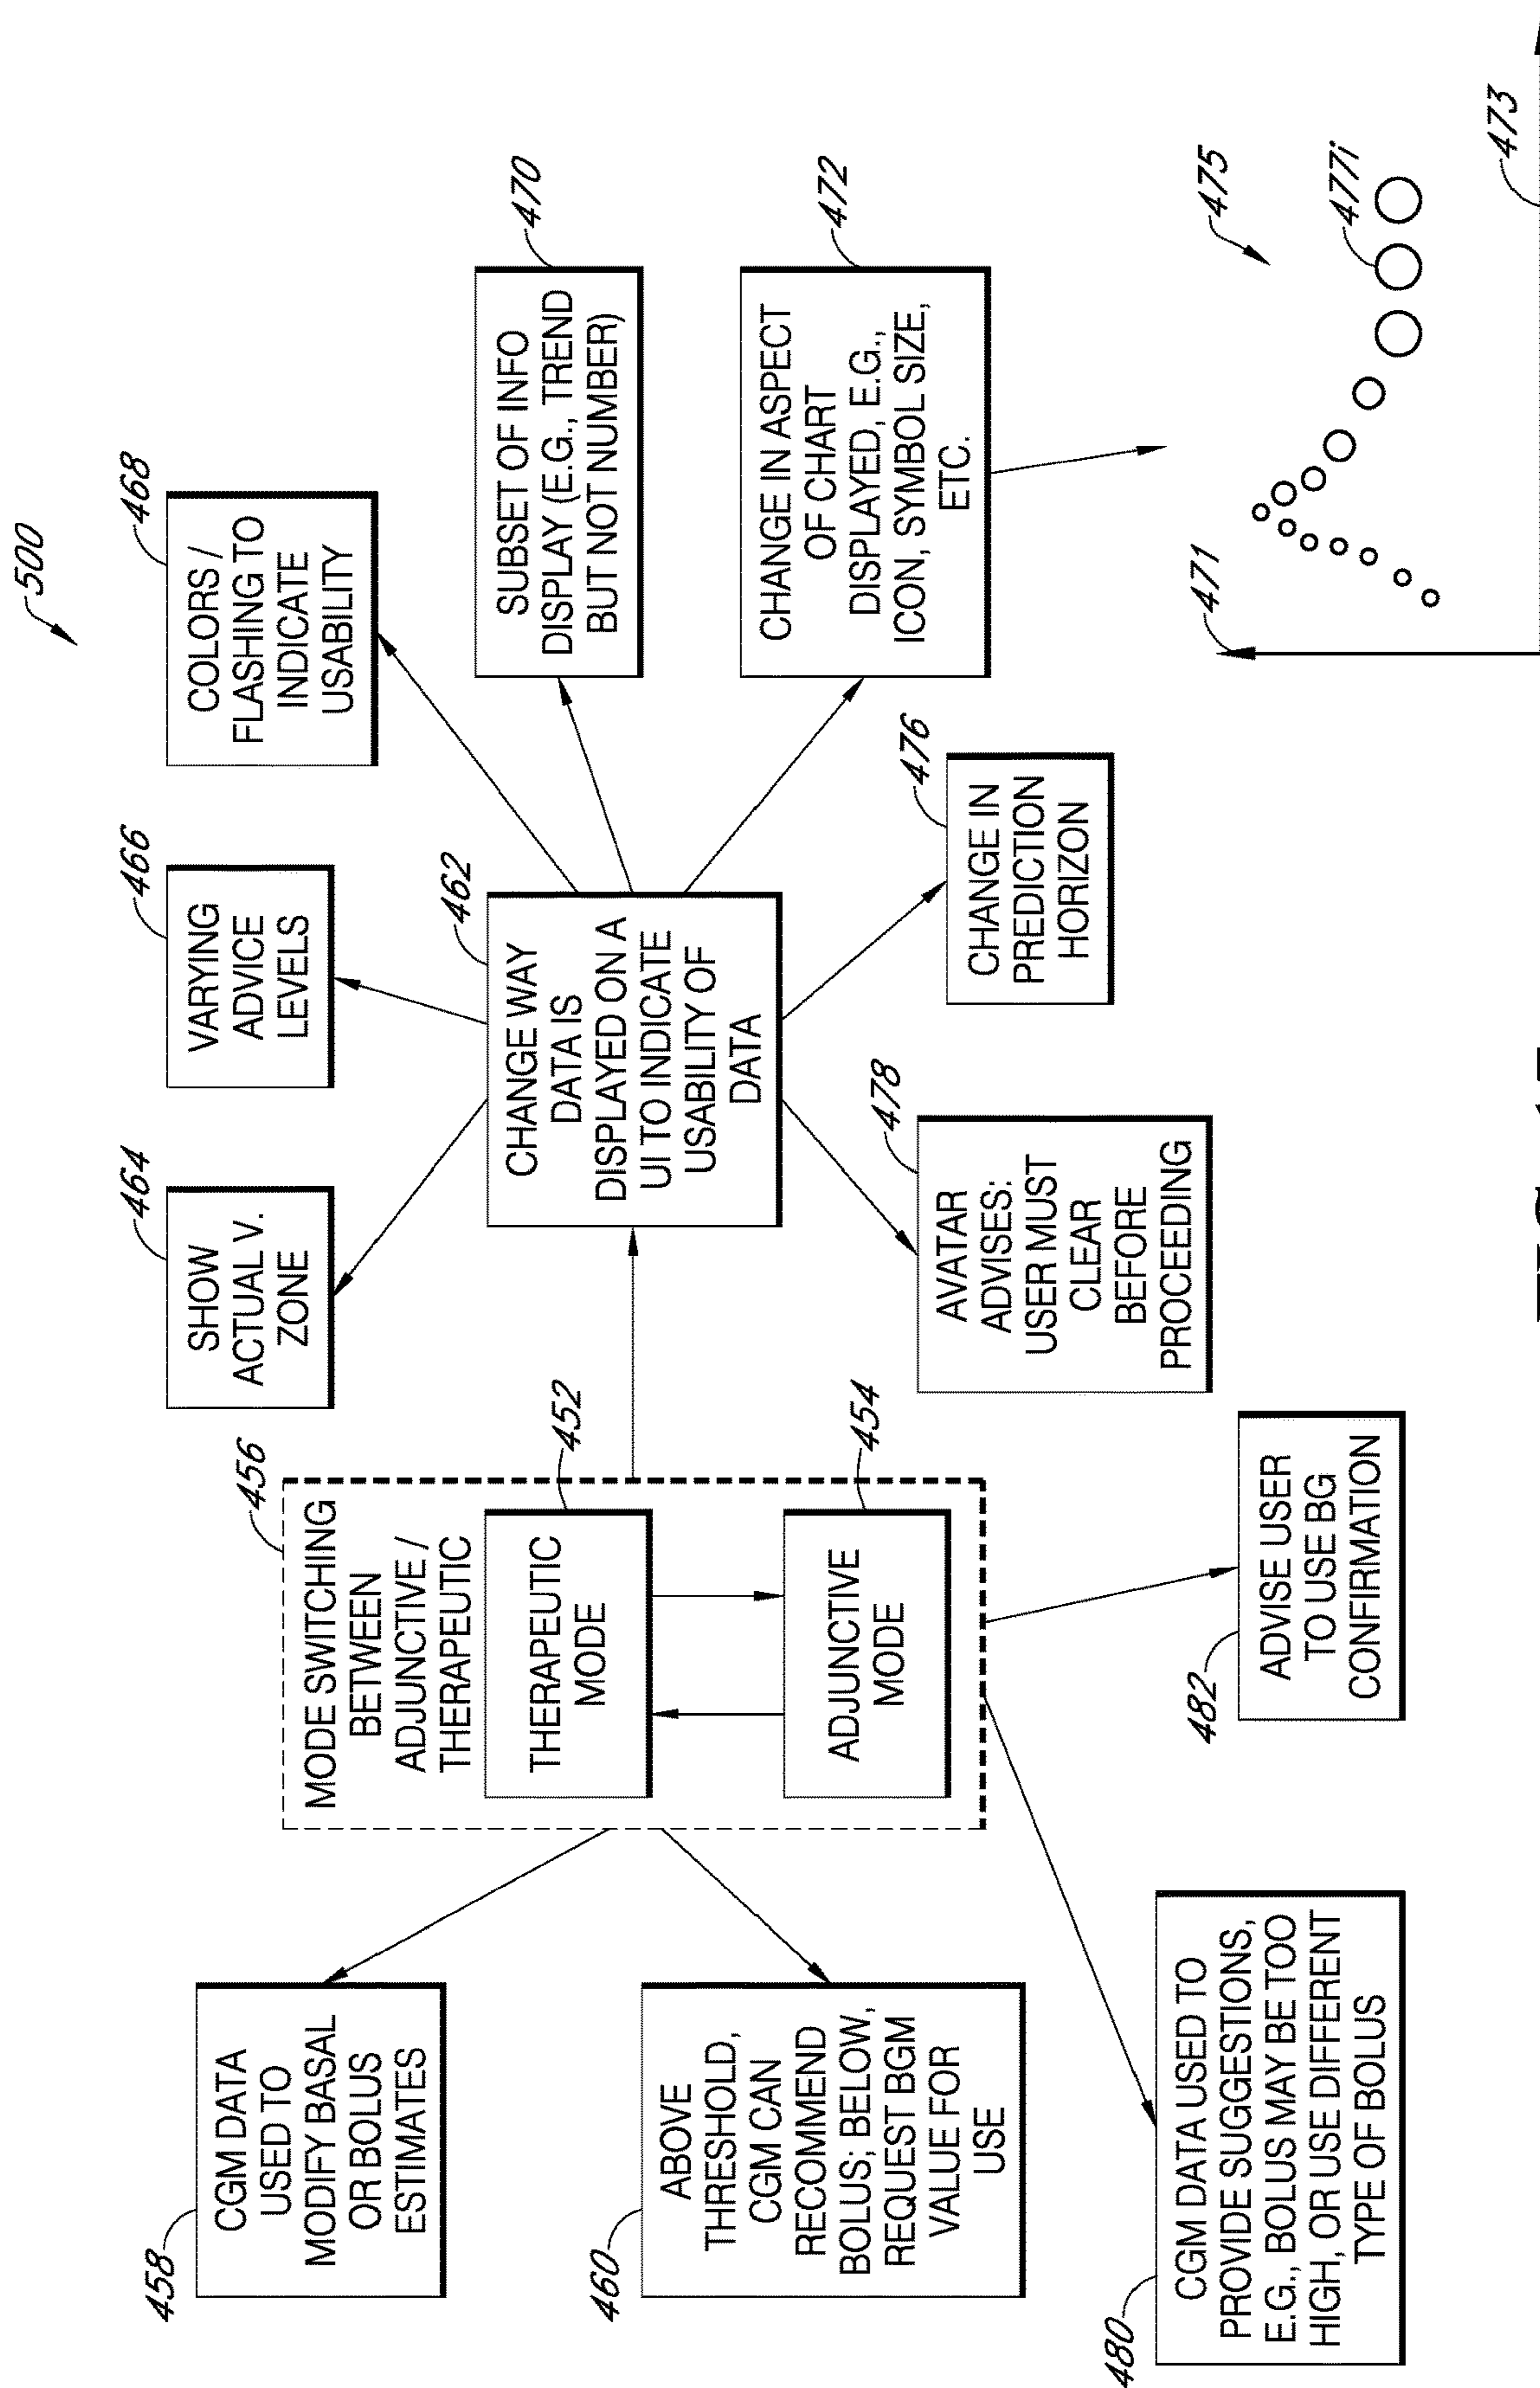 500
456
MODE SWITCHING
BETWEEN
ADJUNCTIVE /
THERAPEUTIC
452
THERAPEUTIC
MODE
454
ADJUNCTIVE
MODE
458
CGM DATA
USED TO
MODIFY BASAL
OR BOLUS
ESTIMATES
460
ABOVE
THRESHOLD,
CGM CAN
RECOMMEND
BOLUS; BELOW,
REQUEST BGM
VALUE FOR
USE
480
CGM DATA USED TO
PROVIDE SUGGESTIONS,
E.G., BOLUS MAY BE TOO
HIGH, OR USE DIFFERENT
TYPE OF BOLUS
482
ADVISE USER
TO USE BG
CONFIRMATION
462
CHANGE WAY
DATA IS
DISPLAYED ON A
UI TO INDICATE
USABILITY OF
DATA
464
SHOW
ACTUAL V.
ZONE
466
VARYING
ADVICE
LEVELS
468
COLORS /
FLASHING TO
INDICATE
USABILITY
470
SUBSET OF INFO
DISPLAY (E.G., TREND
BUT NOT NUMBER)
472
CHANGE IN ASPECT
OF CHART
DISPLAYED, E.G.,
ICON, SYMBOL SIZE,
ETC.
476
CHANGE IN
PREDICTION
HORIZON
478
AVATAR
ADVISES:
USER MUST
CLEAR
BEFORE
PROCEEDING
471
475
477i
473